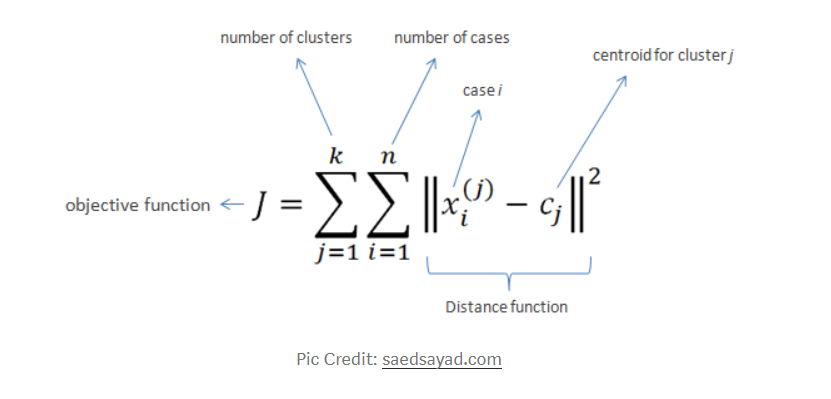 number of clusters
number of cases
centroid for cluster j
case i
k n
objective function ← J = ∑ ∑ ‖x_i^(j) − c_j‖^2
j=1 i=1
Distance function
Pic Credit: saedsayad.com